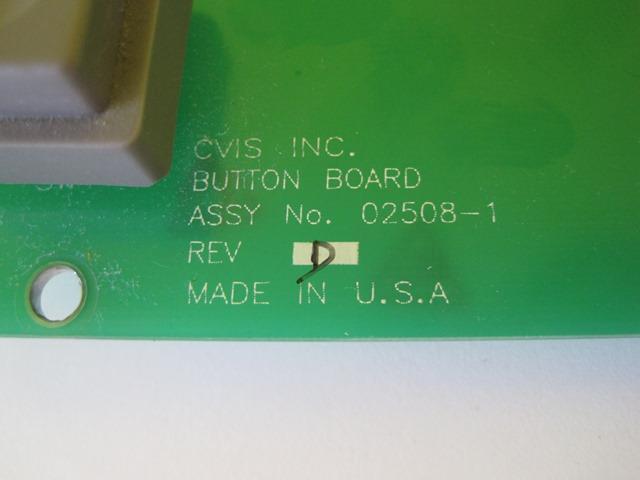 CVIS INC.
BUTTON BOARD
ASSY No. 02508-1
REV D
MADE IN U.S.A